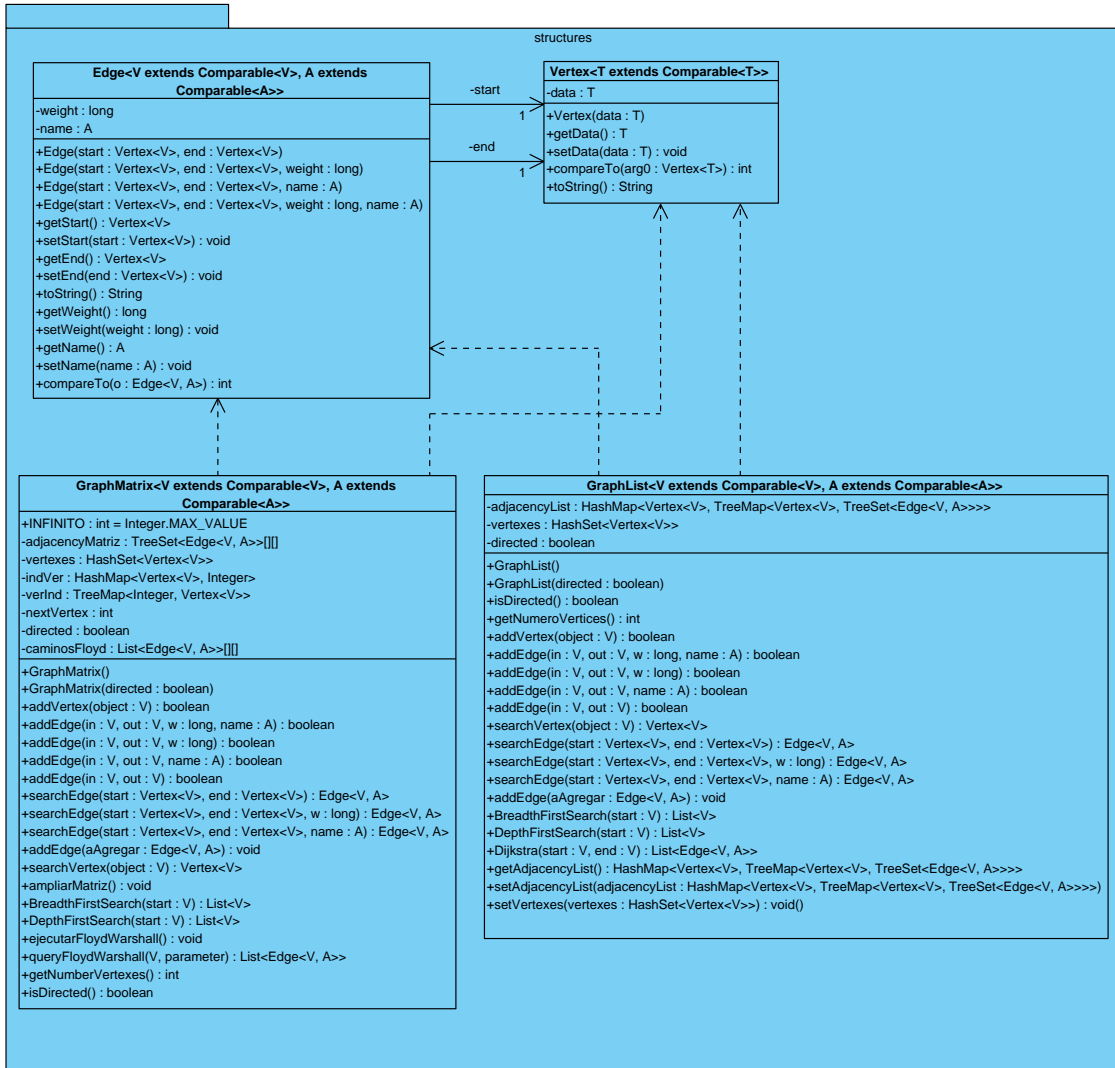 structures
Edge<V extends Comparable<V>, A extends
Comparable<A>>
-weight : long
-name : A
+Edge(start : Vertex<V>, end : Vertex<V>)
+Edge(start : Vertex<V>, end : Vertex<V>, weight : long)
+Edge(start : Vertex<V>, end : Vertex<V>, name : A)
+Edge(start : Vertex<V>, end : Vertex<V>, weight : long, name : A)
+getStart() : Vertex<V>
+setStart(start : Vertex<V>) : void
+getEnd() : Vertex<V>
+setEnd(end : Vertex<V>) : void
+toString() : String
+getWeight() : long
+setWeight(weight : long) : void
+getName() : A
+setName(name : A) : void
+compareTo(o : Edge<V, A>) : int
-start
1
-end
1
Vertex<T extends Comparable<T>>
-data : T
+Vertex(data : T)
+getData() : T
+setData(data : T) : void
+compareTo(arg0 : Vertex<T>) : int
+toString() : String
GraphMatrix<V extends Comparable<V>, A extends
Comparable<A>>
+INFINITO : int = Integer.MAX_VALUE
-adjacencyMatriz : TreeSet<Edge<V, A>>[][]
-vertexes : HashSet<Vertex<V>>
-indVer : HashMap<Vertex<V>, Integer>
-verInd : TreeMap<Integer, Vertex<V>>
-nextVertex : int
-directed : boolean
-caminosFloyd : List<Edge<V, A>>[][]
+GraphMatrix()
+GraphMatrix(directed : boolean)
+addVertex(object : V) : boolean
+addEdge(in : V, out : V, w : long, name : A) : boolean
+addEdge(in : V, out : V, w : long) : boolean
+addEdge(in : V, out : V, name : A) : boolean
+addEdge(in : V, out : V) : boolean
+searchEdge(start : Vertex<V>, end : Vertex<V>) : Edge<V, A>
+searchEdge(start : Vertex<V>, end : Vertex<V>, w : long) : Edge<V, A>
+searchEdge(start : Vertex<V>, end : Vertex<V>, name : A) : Edge<V, A>
+addEdge(aAgregar : Edge<V, A>) : void
+searchVertex(object : V) : Vertex<V>
+ampliarMatriz() : void
+BreadthFirstSearch(start : V) : List<V>
+DepthFirstSearch(start : V) : List<V>
+ejecutarFloydWarshall() : void
+queryFloydWarshall(V, parameter) : List<Edge<V, A>>
+getNumberVertexes() : int
+isDirected() : boolean
GraphList<V extends Comparable<V>, A extends Comparable<A>>
-adjacencyList : HashMap<Vertex<V>, TreeMap<Vertex<V>, TreeSet<Edge<V, A>>>>
-vertexes : HashSet<Vertex<V>>
-directed : boolean
+GraphList()
+GraphList(directed : boolean)
+isDirected() : boolean
+getNumeroVertices() : int
+addVertex(object : V) : boolean
+addEdge(in : V, out : V, w : long, name : A) : boolean
+addEdge(in : V, out : V, w : long) : boolean
+addEdge(in : V, out : V, name : A) : boolean
+addEdge(in : V, out : V) : boolean
+searchVertex(object : V) : Vertex<V>
+searchEdge(start : Vertex<V>, end : Vertex<V>) : Edge<V, A>
+searchEdge(start : Vertex<V>, end : Vertex<V>, w : long) : Edge<V, A>
+searchEdge(start : Vertex<V>, end : Vertex<V>, name : A) : Edge<V, A>
+addEdge(aAgregar : Edge<V, A>) : void
+BreadthFirstSearch(start : V) : List<V>
+DepthFirstSearch(start : V) : List<V>
+Dijkstra(start : V, end : V) : List<Edge<V, A>>
+getAdjacencyList() : HashMap<Vertex<V>, TreeMap<Vertex<V>, TreeSet<Edge<V, A>>>>
+setAdjacencyList(adjacencyList : HashMap<Vertex<V>, TreeMap<Vertex<V>, TreeSet<Edge<V, A>>>>)
+setVertexes(vertexes : HashSet<Vertex<V>>) : void()